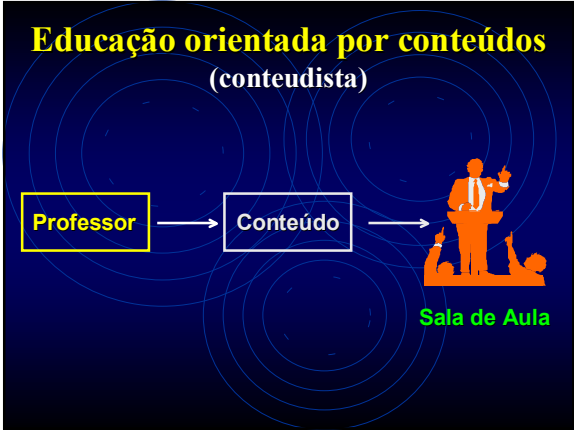 Educação orientada por conteúdos
(conteudista)
Professor
Conteúdo
Sala de Aula